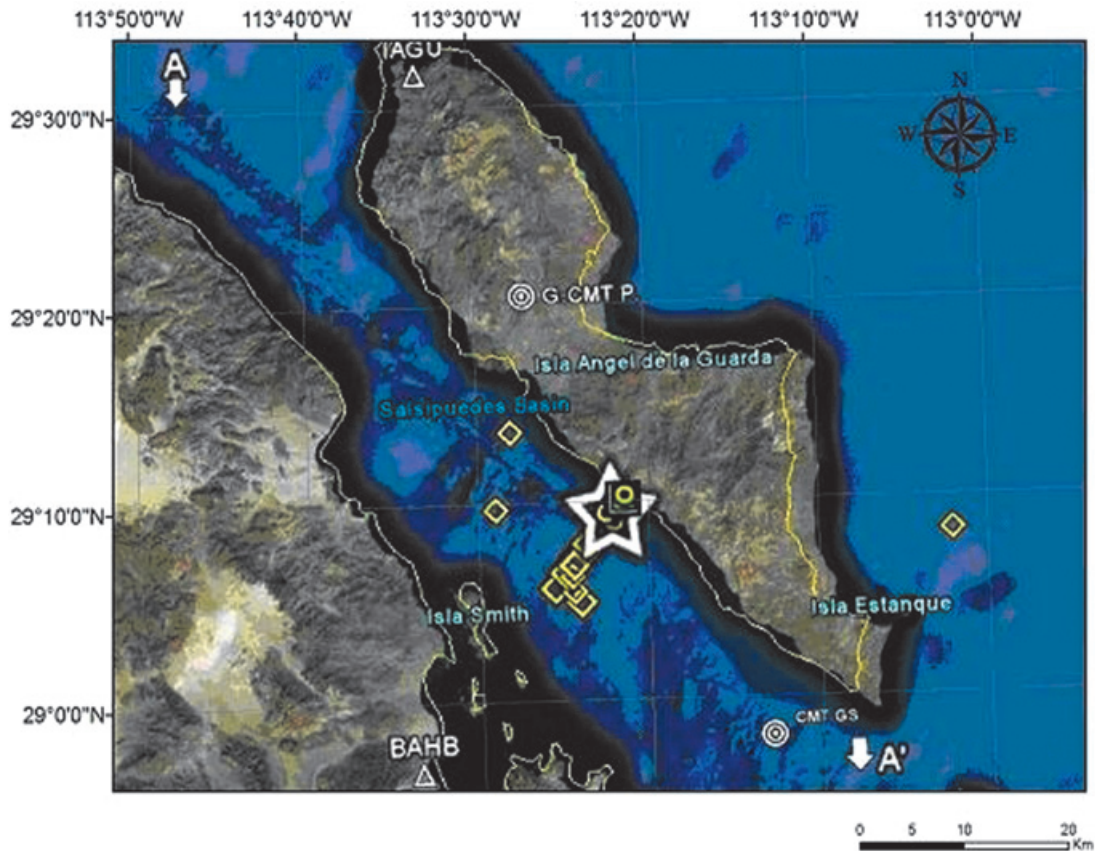 113°50'0"W 113°40'0"W 113°30'0"W 113°20'0"W 113°10'0"W 113°0'0"W
IAGU
A
N
W E
S
29°30'0"N
G.CMT P.
29°20'0"N
Isla Angel de la Guarda
Salsipuedes Basin
29°10'0"N
Isla Estanque
Isla Smith
29°0'0"N
CMT.GS
BAHB
A'
0 5 10 20
Km